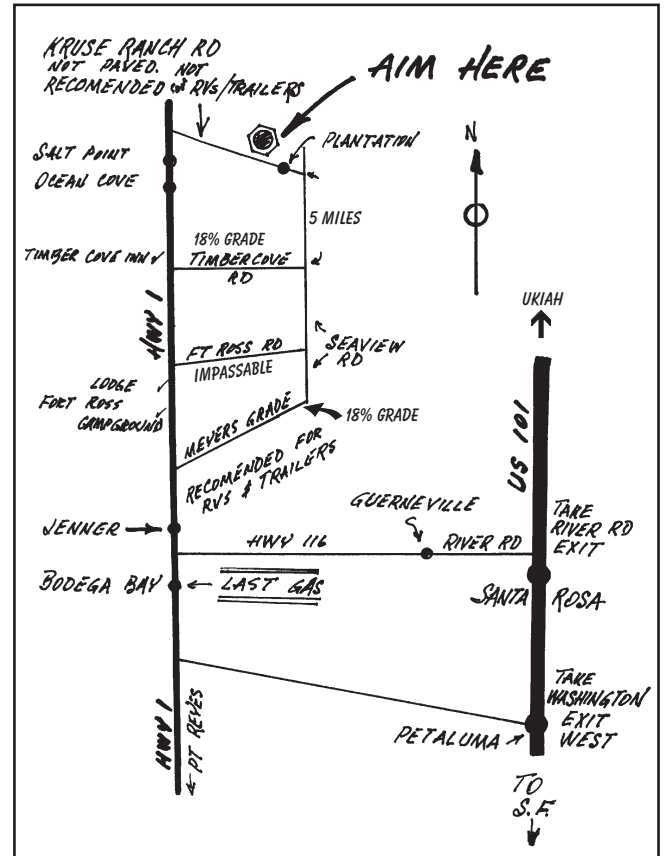 KRUSE RANCH RD
NOT PAVED. NOT
RECOMENDED of RVs/TRAILERS
AIM HERE
PLANTATION
N
SALT POINT
OCEAN COVE
5 MILES
18% GRADE
TIMBER COVE INN
TIMBERCOVE
RD
UKIAH
HWY 1
FT ROSS RD
IMPASSABLE
SEAVIEW
RD
LODGE
FORT ROSS
CAMPGROUND
MEYERS GRADE
18% GRADE
RECOMENDED FOR
RVS & TRAILERS
US 101
GUERNEVILLE
TAKE
RIVER RD
EXIT
JENNER
HWY 116
RIVER RD
BODEGA BAY
LAST GAS
SANTA ROSA
HWY 1
PT REYES
TAKE
WASHINGTON
EXIT
WEST
PETALUMA
TO
S.F.